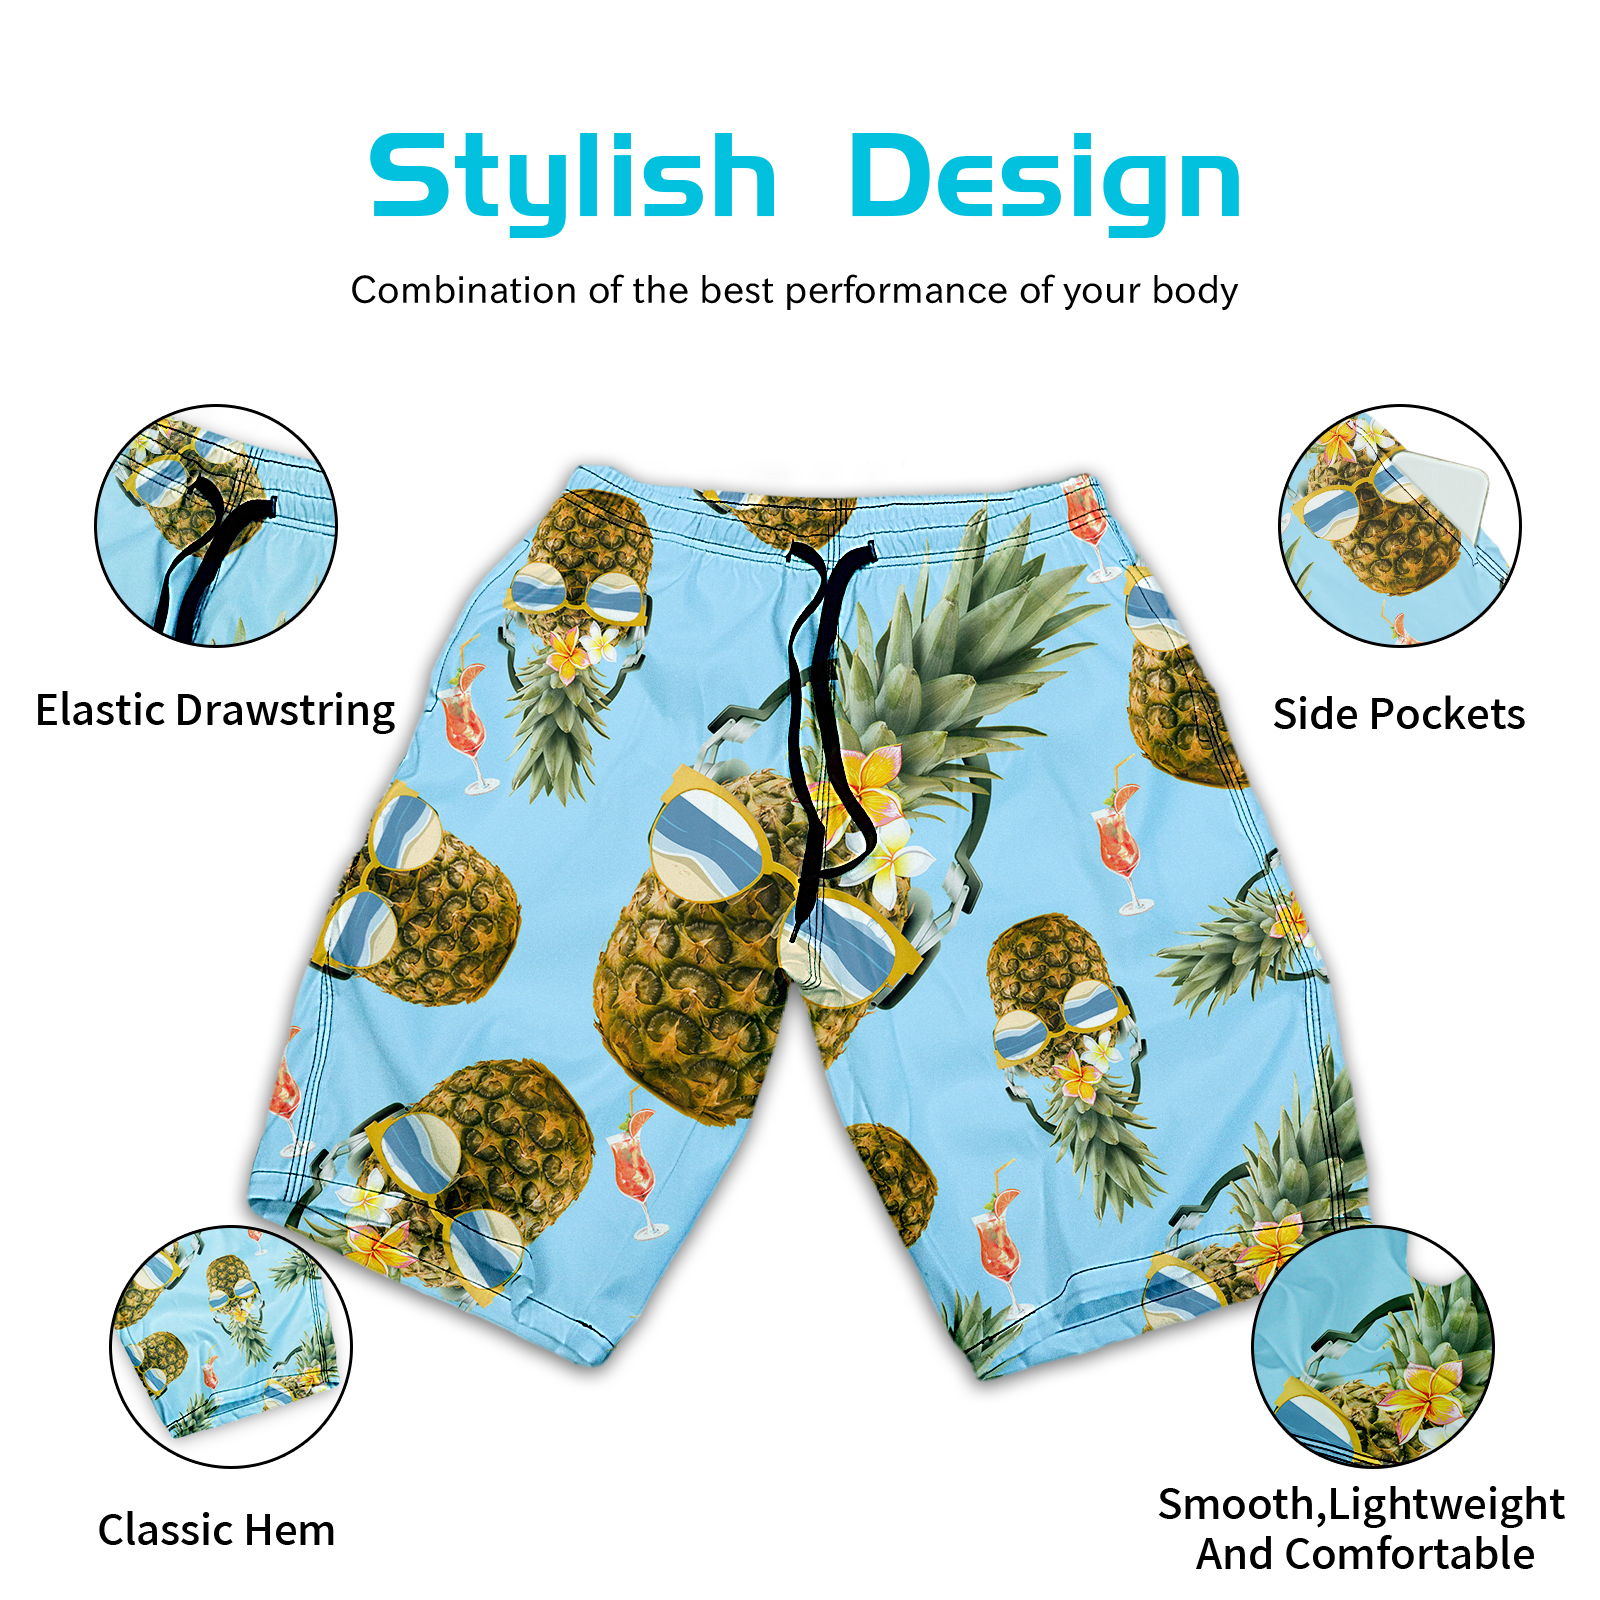 Stylish Design
Combination of the best performance of your body
Elastic Drawstring
Side Pockets
Classic Hem
Smooth,Lightweight
And Comfortable